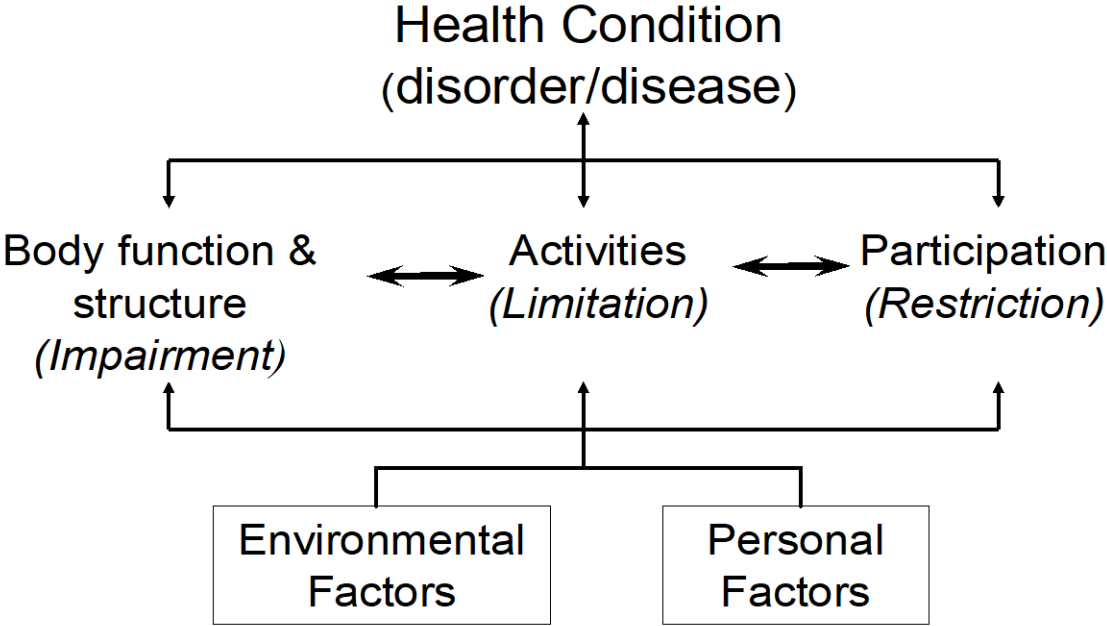 Health Condition
(disorder/disease)
Body function &
structure
(Impairment)
Activities
(Limitation)
Participation
(Restriction)
Environmental
Factors
Personal
Factors